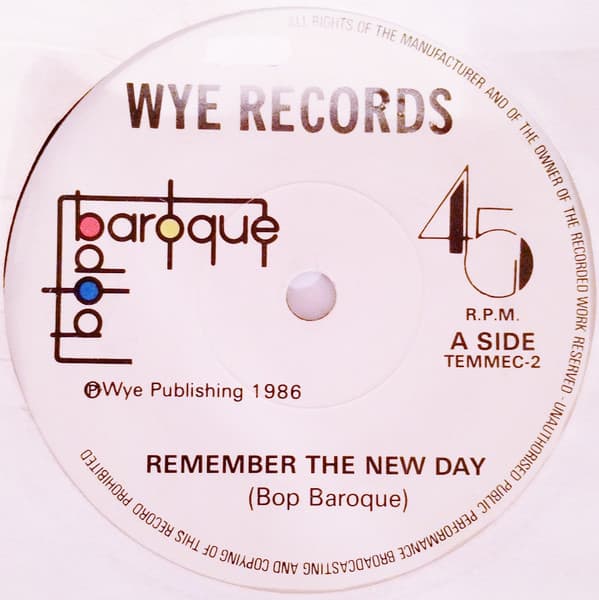 ALL RIGHTS OF THE MANUFACTURER AND OF THE OWNER OF THE RECORDED WORK RESERVED - UNAUTHORISED PUBLIC PERFORMANCE BROADCASTING AND COPYING OF THIS RECORD PROHIBITED
WYE RECORDS
baroque
bop
45
R.P.M.
A SIDE
TEMMEC-2
℗ Wye Publishing 1986
REMEMBER THE NEW DAY
(Bop Baroque)